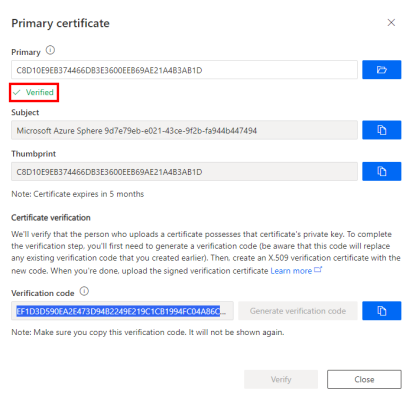 Primary certificate
Primary
C8D10E9EB374466DB3E3600EEB69AE21A4B3AB1D
Verified
Subject
Microsoft Azure Sphere 9d7e79eb-e021-43ce-9f2b-fa944b447494
Thumbprint
C8D10E9EB374466DB3E3600EEB69AE21A4B3AB1D
Note: Certificate expires in 5 months
Certificate verification
We'll verify that the person who uploads a certificate possesses that certificate's private key. To complete
the verification step, you'll first need to generate a verification code (be aware that this code will replace
any existing verification code that you created earlier). Then, create an X.509 verification certificate with the
new code. When you're done, upload the signed verification certificate Learn more
Verification code
EF1D3D590EA2E473D94B2249E219C1CB1994FC04A86C... Generate verification code
Note: Make sure you copy this verification code. It will not be shown again.
Verify Close